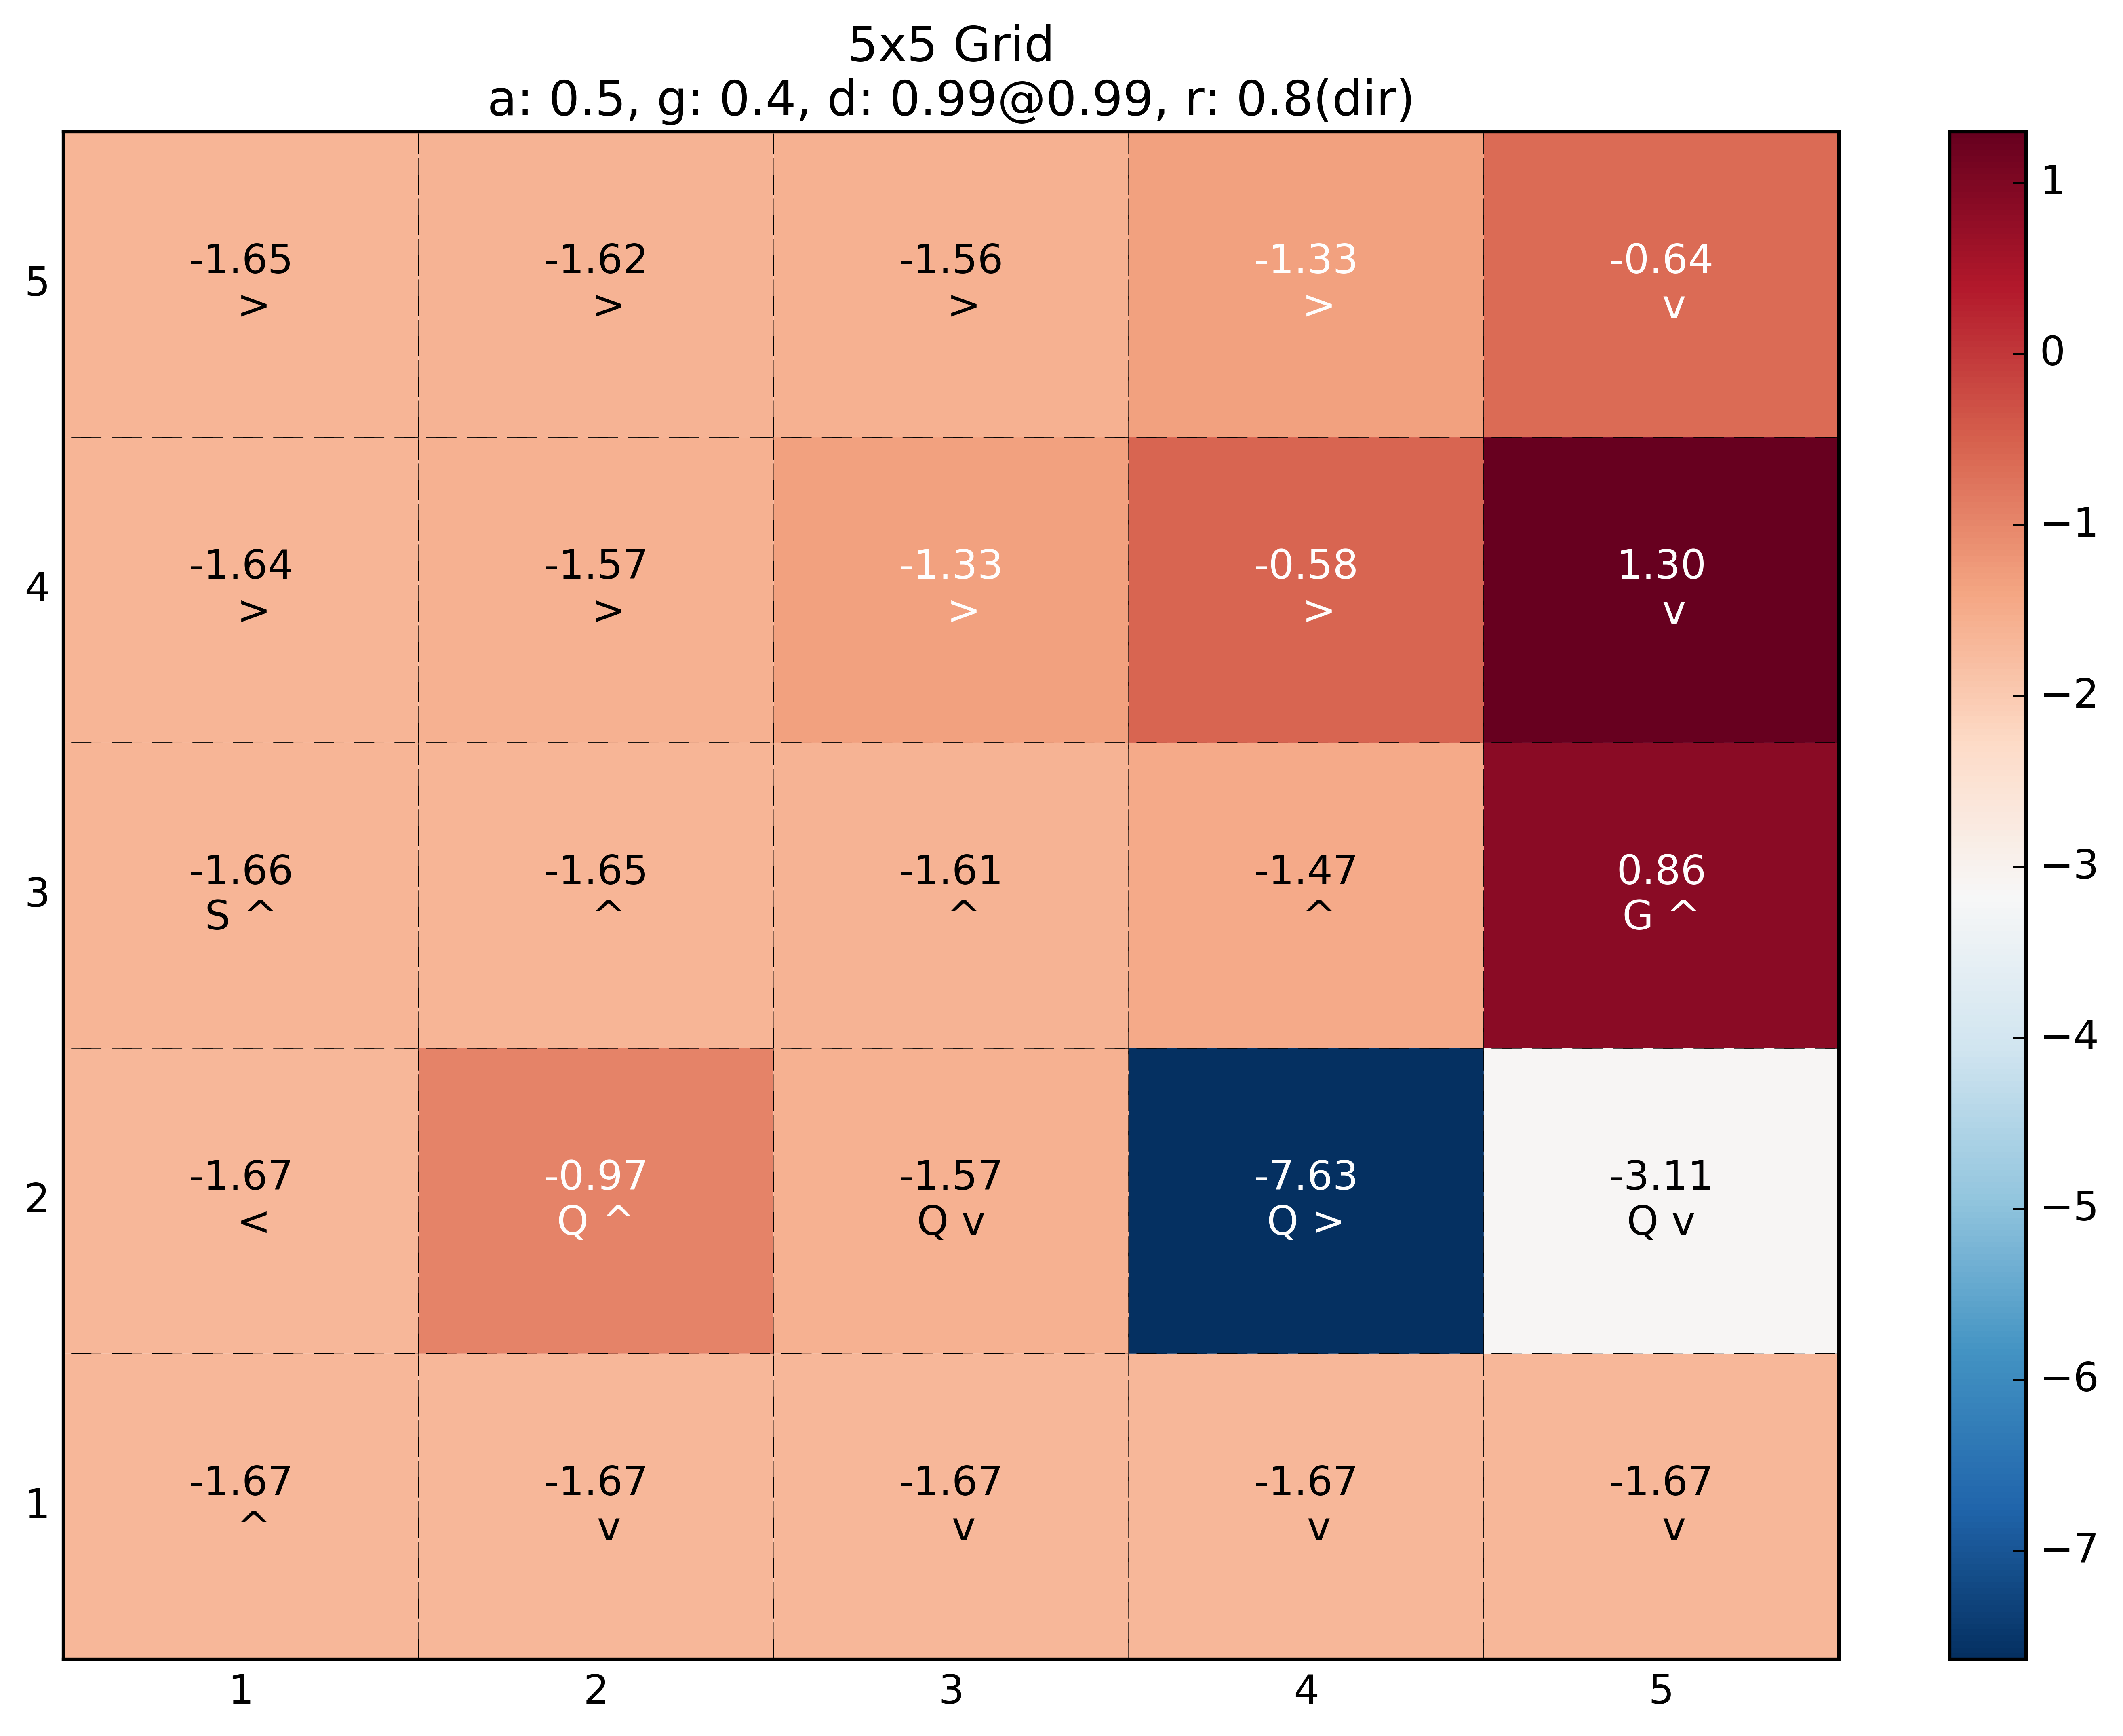 5x5 Grid
a: 0.5, g: 0.4, d: 0.99@0.99, r: 0.8(dir)
5
-1.65 -1.62 -1.56 -1.33 -0.64
> > > > v
4
-1.64 -1.57 -1.33 -0.58 1.30
> > > > v
3
-1.66 -1.65 -1.61 -1.47 0.86
S ^ ^ ^ ^ G ^
2
-1.67 -0.97 -1.57 -7.63 -3.11
< Q ^ Q v Q > Q v
1
-1.67 -1.67 -1.67 -1.67 -1.67
^ v v v v
1 2 3 4 5
1
0
−1
−2
−3
−4
−5
−6
−7